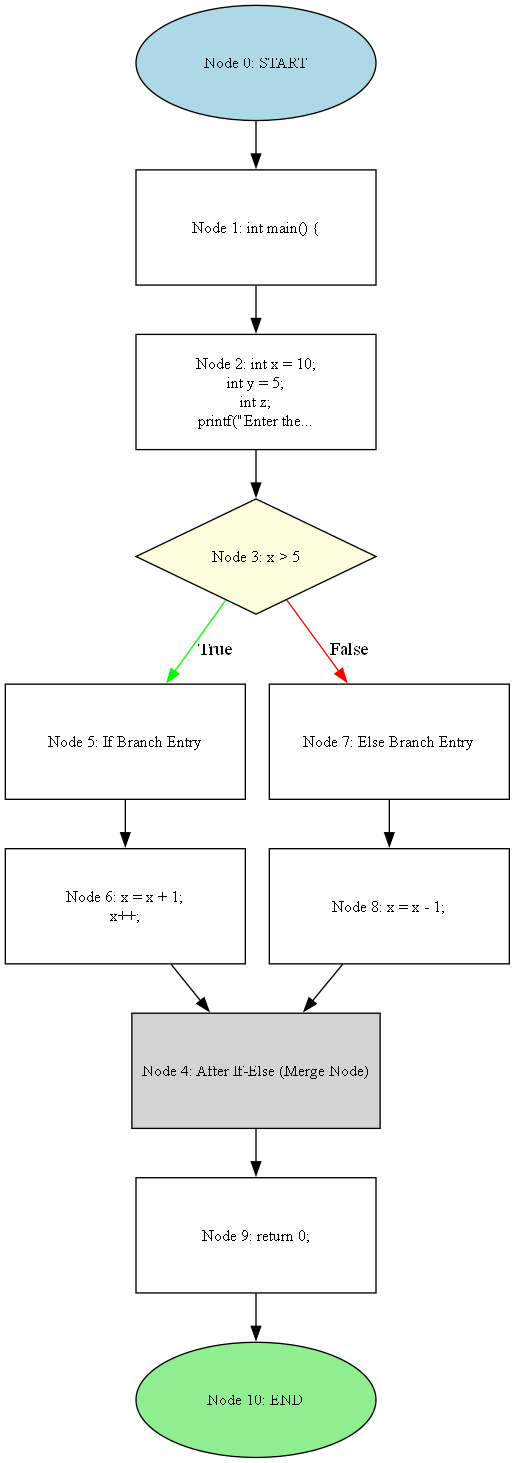 Node 0: START
Node 1: int main() {
Node 2: int x = 10;
int y = 5;
int z;
printf("Enter the...
Node 3: x > 5
True
False
Node 5: If Branch Entry
Node 7: Else Branch Entry
Node 6: x = x + 1;
x++;
Node 8: x = x - 1;
Node 4: After If-Else (Merge Node)
Node 9: return 0;
Node 10: END